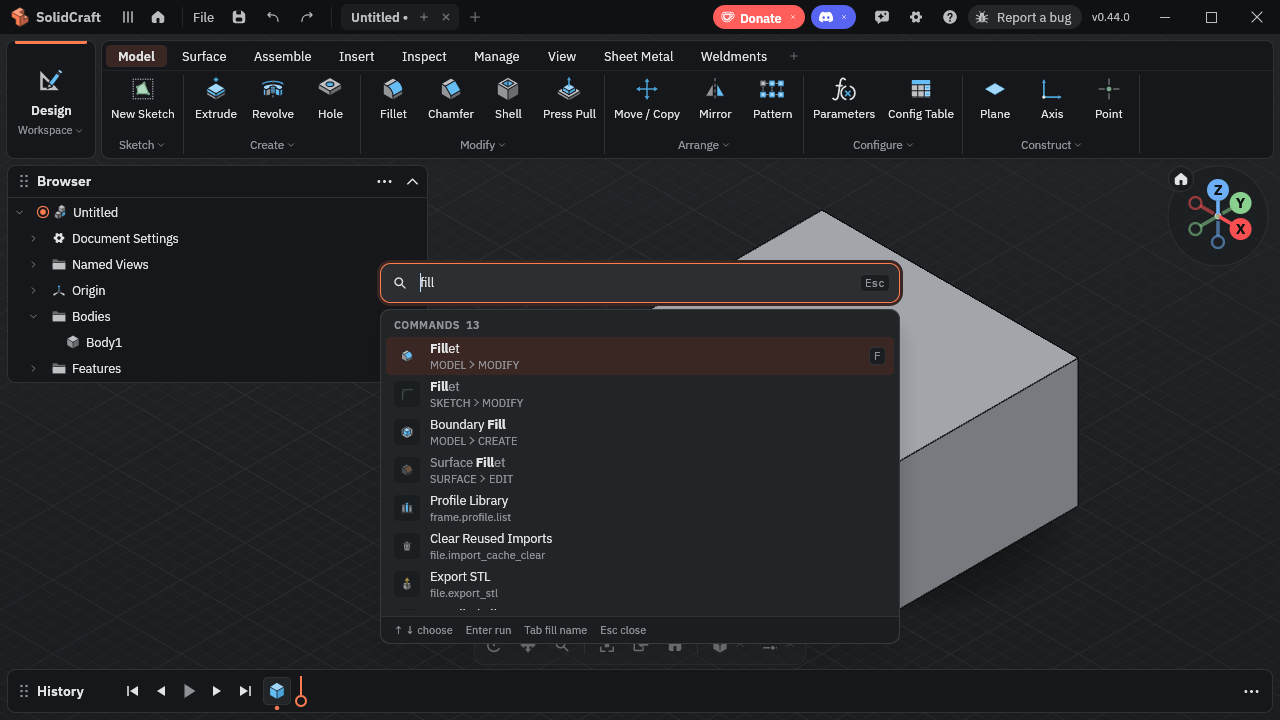 SolidCraft
File
Untitled •
Donate
Report a bug
v0.44.0
Design
Workspace
Model
Surface
Assemble
Insert
Inspect
Manage
View
Sheet Metal
Weldments
New Sketch
Extrude
Revolve
Hole
Fillet
Chamfer
Shell
Press Pull
Move / Copy
Mirror
Pattern
Parameters
Config Table
Plane
Axis
Point
Sketch
Create
Modify
Arrange
Configure
Construct
Browser
Untitled
Document Settings
Named Views
Origin
Bodies
Body1
Features
Z
Y
X
fill
Esc
COMMANDS 13
Fillet
MODEL > MODIFY
F
Fillet
SKETCH > MODIFY
Boundary Fill
MODEL > CREATE
Surface Fillet
SURFACE > EDIT
Profile Library
frame.profile.list
Clear Reused Imports
file.import_cache_clear
Export STL
file.export_stl
↑ ↓ choose
Enter run
Tab fill name
Esc close
History